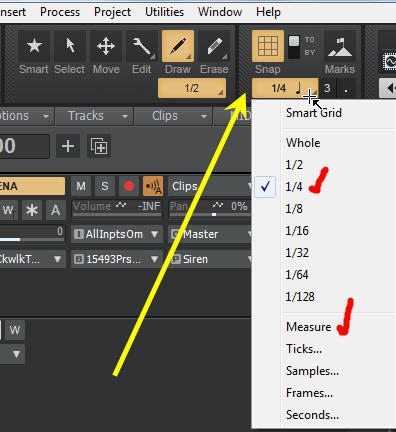 nsert Process Project Utilities Window Help
TO
BY
Smart Select Move Edit Draw Erase Snap Marks
1/2 1/4 3 .
Smart Grid
ptions Tracks Clips MID
00
Whole
1/2
ENA M S Clips
1/4
W A Volume -INF Pan 0%
1/8
0 I AllInptsOm O Master
1/16
CkwlkT... B 15493Prs... P Siren
1/32
1/64
1/128
W Measure
Ticks...
Samples...
Frames...
Seconds...